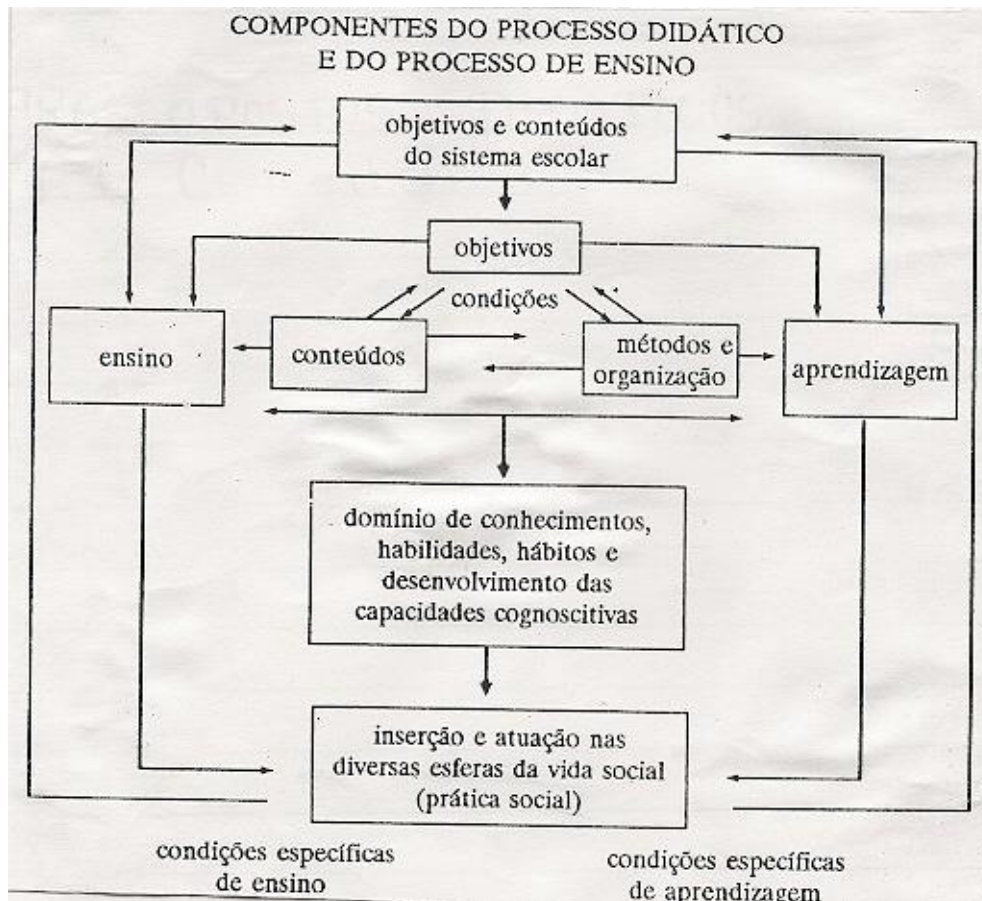 COMPONENTES DO PROCESSO DIDÁTICO
E DO PROCESSO DE ENSINO
objetivos e conteúdos
do sistema escolar
objetivos
condições
ensino
conteúdos
métodos e
organização
aprendizagem
domínio de conhecimentos,
habilidades, hábitos e
desenvolvimento das
capacidades cognoscitivas
inserção e atuação nas
diversas esferas da vida social
(prática social)
condições específicas
de ensino
condições específicas
de aprendizagem